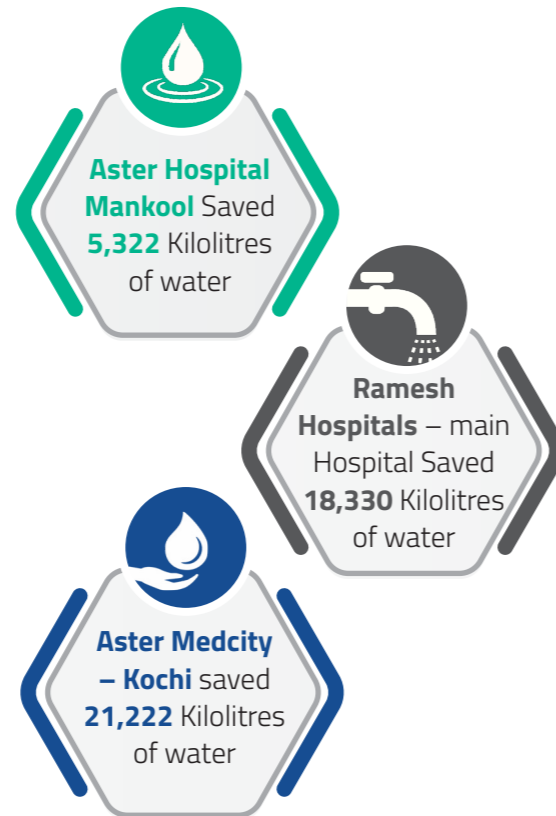 Aster Hospital
Mankool Saved
5,322 Kilolitres
of water
Ramesh
Hospitals – main
Hospital Saved
18,330 Kilolitres
of water
Aster Medcity
– Kochi saved
21,222 Kilolitres
of water